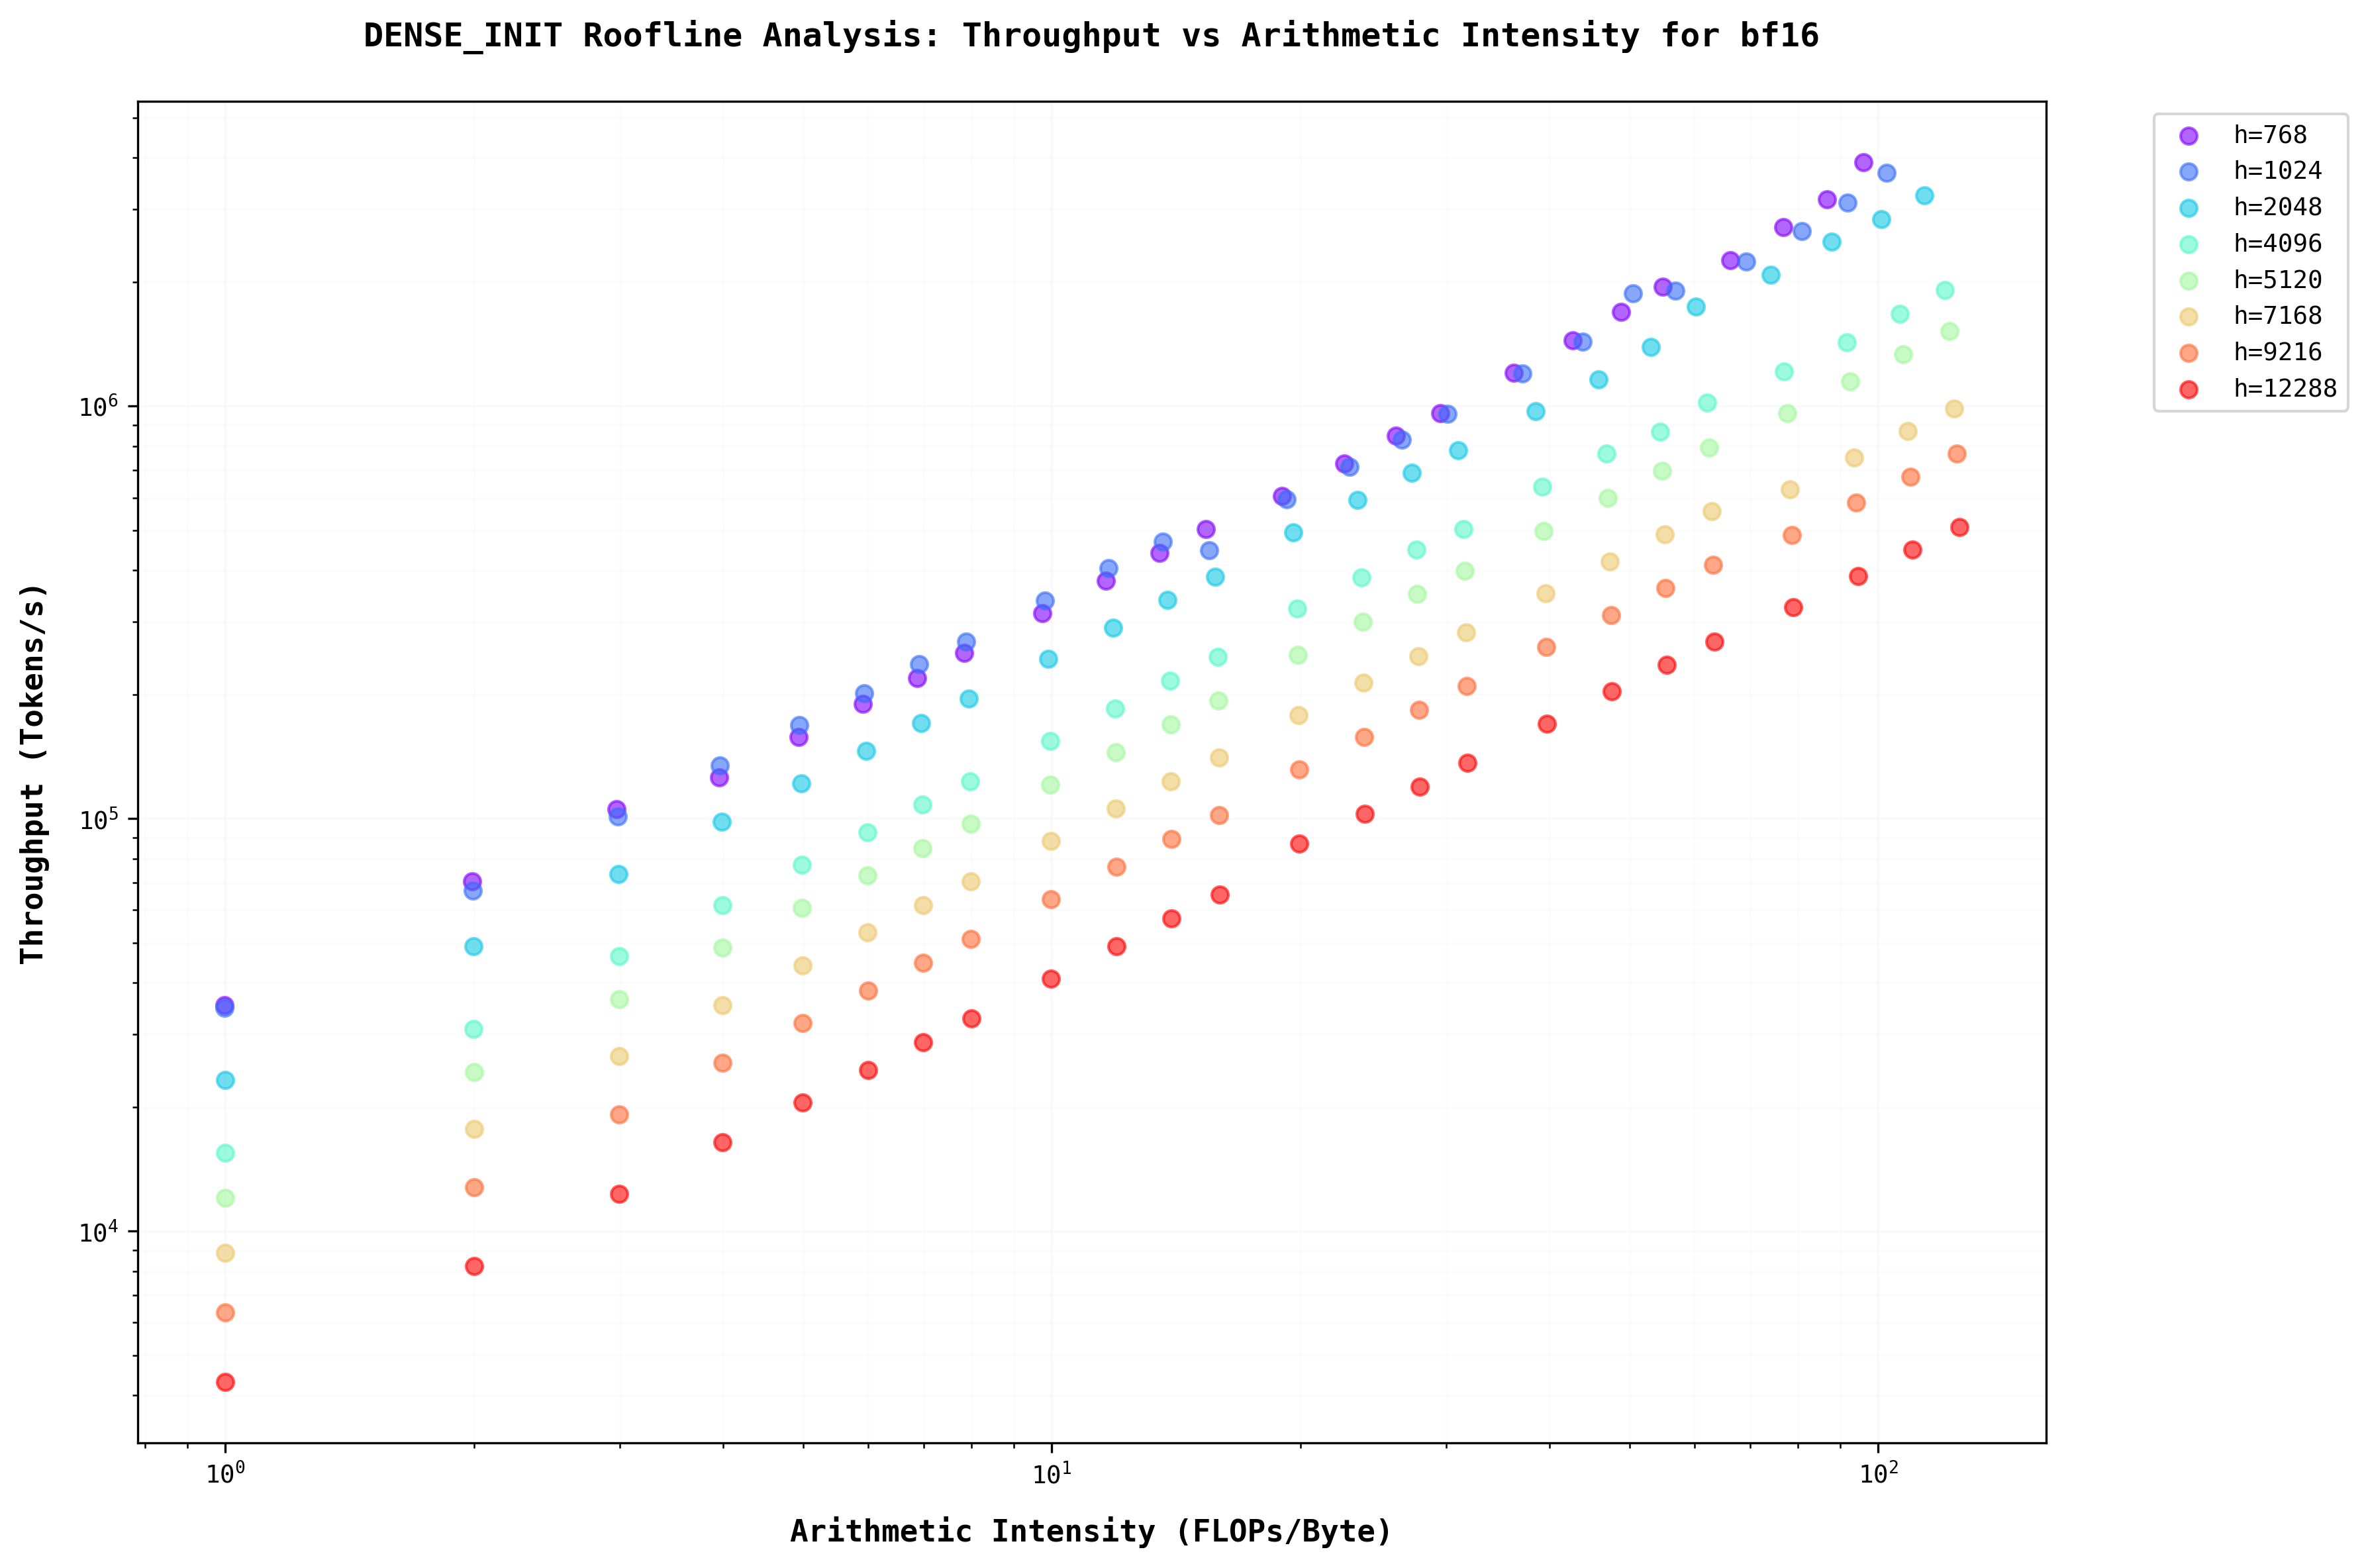 DENSE_INIT Roofline Analysis: Throughput vs Arithmetic Intensity for bf16
h=768
h=1024
h=2048
h=4096
h=5120
h=7168
h=9216
h=12288
Throughput (Tokens/s)
10⁶
10⁵
10⁴
10⁰
10¹
10²
Arithmetic Intensity (FLOPs/Byte)